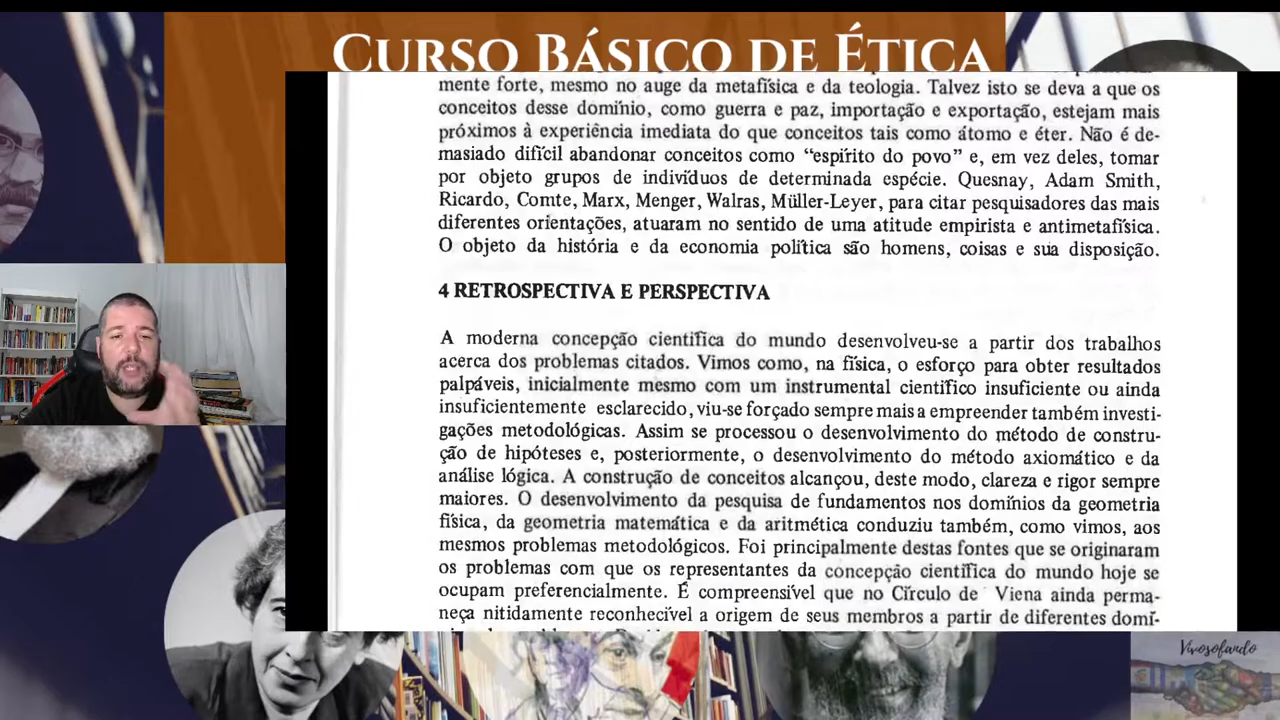 CURSO BÁSICO DE ÉTICA
mente forte, mesmo no auge da metafísica e da teologia. Talvez isto se deva a que os
conceitos desse domínio, como guerra e paz, importação e exportação, estejam mais
próximos à experiência imediata do que conceitos tais como átomo e éter. Não é de-
masiado difícil abandonar conceitos como “espírito do povo” e, em vez deles, tomar
por objeto grupos de indivíduos de determinada espécie. Quesnay, Adam Smith,
Ricardo, Comte, Marx, Menger, Walras, Müller-Leyer, para citar pesquisadores das mais
diferentes orientações, atuaram no sentido de uma atitude empirista e antimetafísica.
O objeto da história e da economia política são homens, coisas e sua disposição.
4 RETROSPECTIVA E PERSPECTIVA
A moderna concepção científica do mundo desenvolveu-se a partir dos trabalhos
acerca dos problemas citados. Vimos como, na física, o esforço para obter resultados
palpáveis, inicialmente mesmo com um instrumental científico insuficiente ou ainda
insuficientemente esclarecido, viu-se forçado sempre mais a empreender também investi-
gações metodológicas. Assim se processou o desenvolvimento do método de constru-
ção de hipóteses e, posteriormente, o desenvolvimento do método axiomático e da
análise lógica. A construção de conceitos alcançou, deste modo, clareza e rigor sempre
maiores. O desenvolvimento da pesquisa de fundamentos nos domínios da geometria
física, da geometria matemática e da aritmética conduziu também, como vimos, aos
mesmos problemas metodológicos. Foi principalmente destas fontes que se originaram
os problemas com que os representantes da concepção científica do mundo hoje se
ocupam preferencialmente. É compreensível que no Círculo de Viena ainda perma-
neça nitidamente reconhecível a origem de seus membros a partir de diferentes domí-
Vivosofando